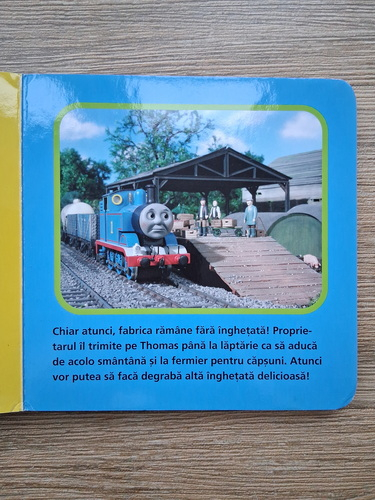 Chiar atunci, fabrica rămâne fără înghețată! Proprie-
tarul îl trimite pe Thomas până la lăptărie ca să aducă
de acolo smântână și la fermier pentru căpșuni. Atunci
vor putea să facă degrabă altă înghețată delicioasă!